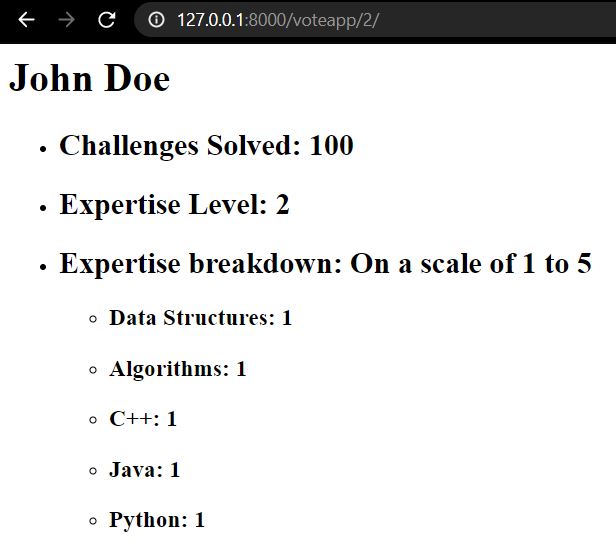 127.0.0.1:8000/voteapp/2/
John Doe
Challenges Solved: 100
Expertise Level: 2
Expertise breakdown: On a scale of 1 to 5
Data Structures: 1
Algorithms: 1
C++: 1
Java: 1
Python: 1